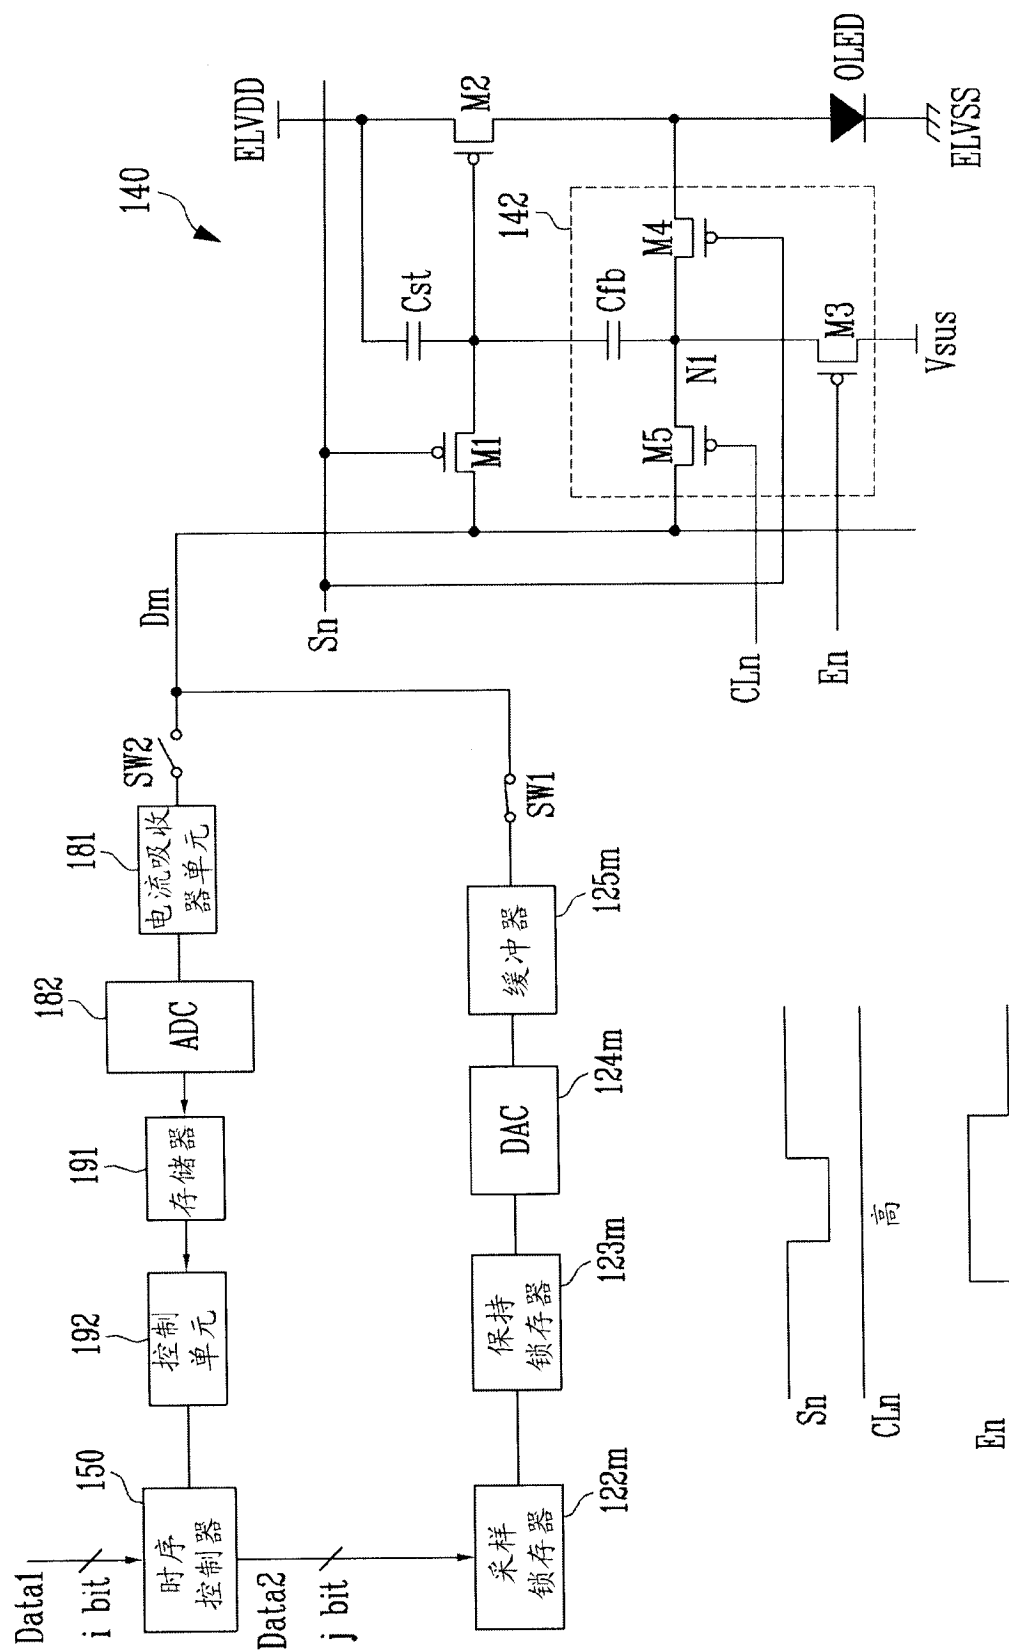 Data1
i bit
150
时序
控制器
Data2
j bit
192
控制
单元
191
存储器
182
ADC
181
电流吸收
器单元
SW2
Dm
122m
采样
锁存器
123m
保持
锁存器
124m
DAC
125m
缓冲器
SW1
140
ELVDD
Sn
M2
Cst
M1
142
Cfb
M4
M5
N1
M3
OLED
ELVSS
CLn
En
Vsus
Sn
CLn
高
En